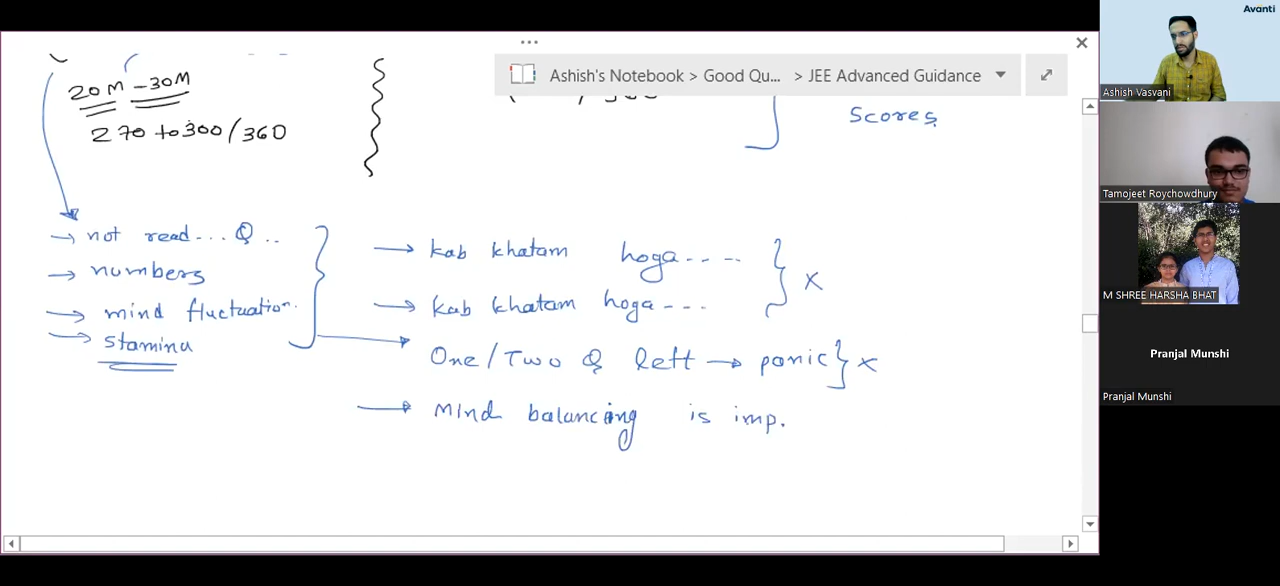 Avanti
Ashish's Notebook > Good Qu... > JEE Advanced Guidance
Ashish Vasvani
20M - 30M
270 to 300/360
Scores
Tamojeet Roychowdhury
→ not read... Q..
→ numbers
→ mind fluctuation.
→ stamina
→ kab khatam hoga....
→ kab khatam hoga...
One/Two Q left → panic} x
→ Mind balancing is imp.
x
M SHREE HARSHA BHAT
Pranjal Munshi
Pranjal Munshi